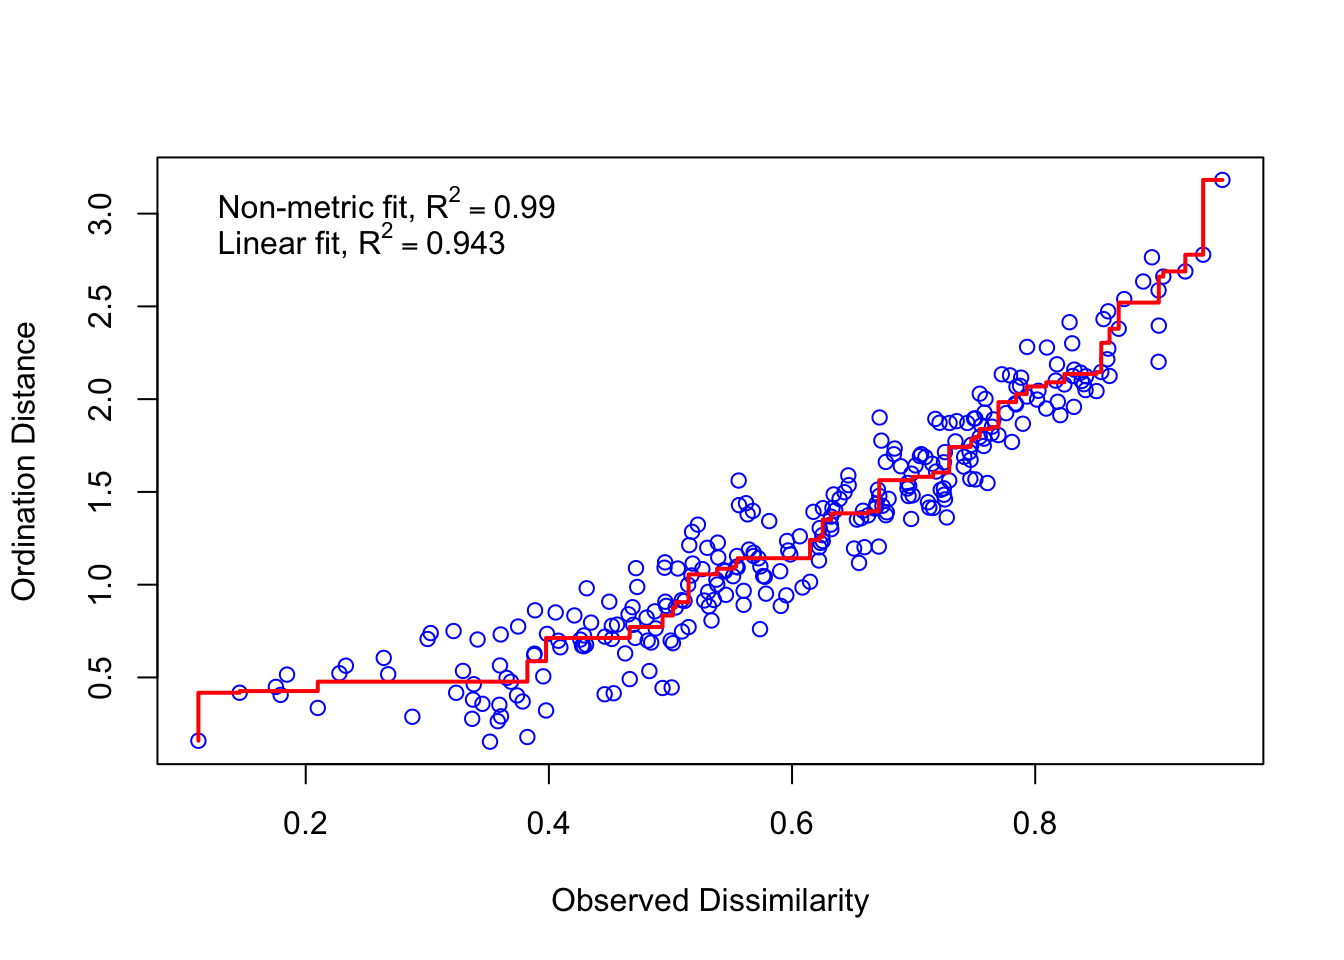 Non-metric fit, R² = 0.99
Linear fit, R² = 0.943
Ordination Distance
3.0
2.5
2.0
1.5
1.0
0.5
0.2 0.4 0.6 0.8
Observed Dissimilarity